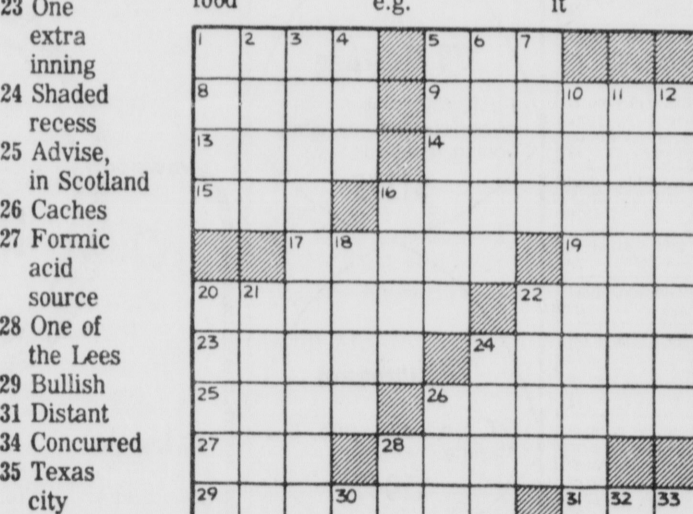 23 One
extra
inning
24 Shaded
recess
25 Advise,
in Scotland
26 Caches
27 Formic
acid
source
28 One of
the Lees
29 Bullish
31 Distant
34 Concurred
35 Texas
city
food e.g. it
1 2 3 4 5 6 7
8 9 10 11 12
13 14
15 16
17 18 19
20 21 22
23 24
25 26
27 28
29 30 31 32 33